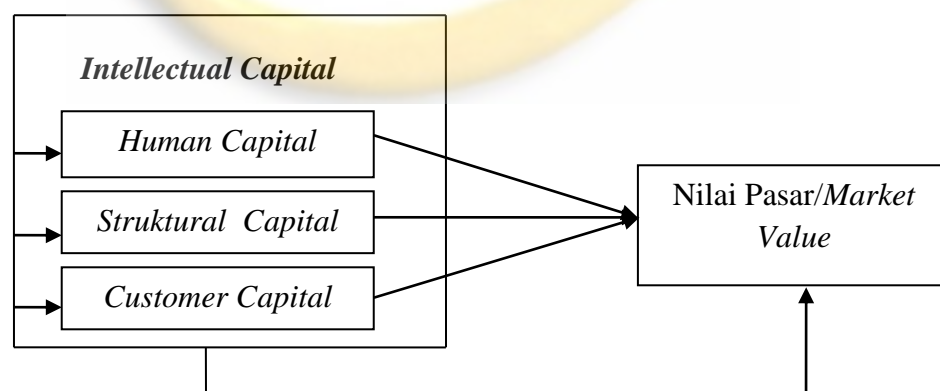 Intellectual Capital
Human Capital
Struktural Capital
Customer Capital
Nilai Pasar/Market
Value